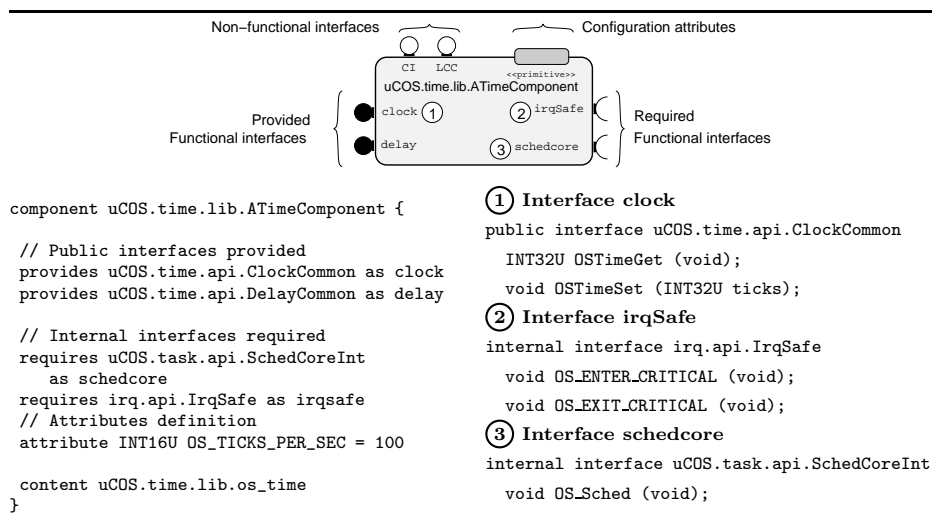 Non−functional interfaces
Configuration attributes
CI LCC
<<primitive>>
uCOS.time.lib.ATimeComponent
Provided
Functional interfaces
clock 1
delay
2 irqSafe
3 schedcore
Required
Functional interfaces
component uCOS.time.lib.ATimeComponent {
// Public interfaces provided
provides uCOS.time.api.ClockCommon as clock
provides uCOS.time.api.DelayCommon as delay
// Internal interfaces required
requires uCOS.task.api.SchedCoreInt
as schedcore
requires irq.api.IrqSafe as irqsafe
// Attributes definition
attribute INT16U OS_TICKS_PER_SEC = 100
content uCOS.time.lib.os_time
}
1 Interface clock
public interface uCOS.time.api.ClockCommon
INT32U OSTimeGet (void);
void OSTimeSet (INT32U ticks);
2 Interface irqSafe
internal interface irq.api.IrqSafe
void OS_ENTER_CRITICAL (void);
void OS_EXIT_CRITICAL (void);
3 Interface schedcore
internal interface uCOS.task.api.SchedCoreInt
void OS_Sched (void);